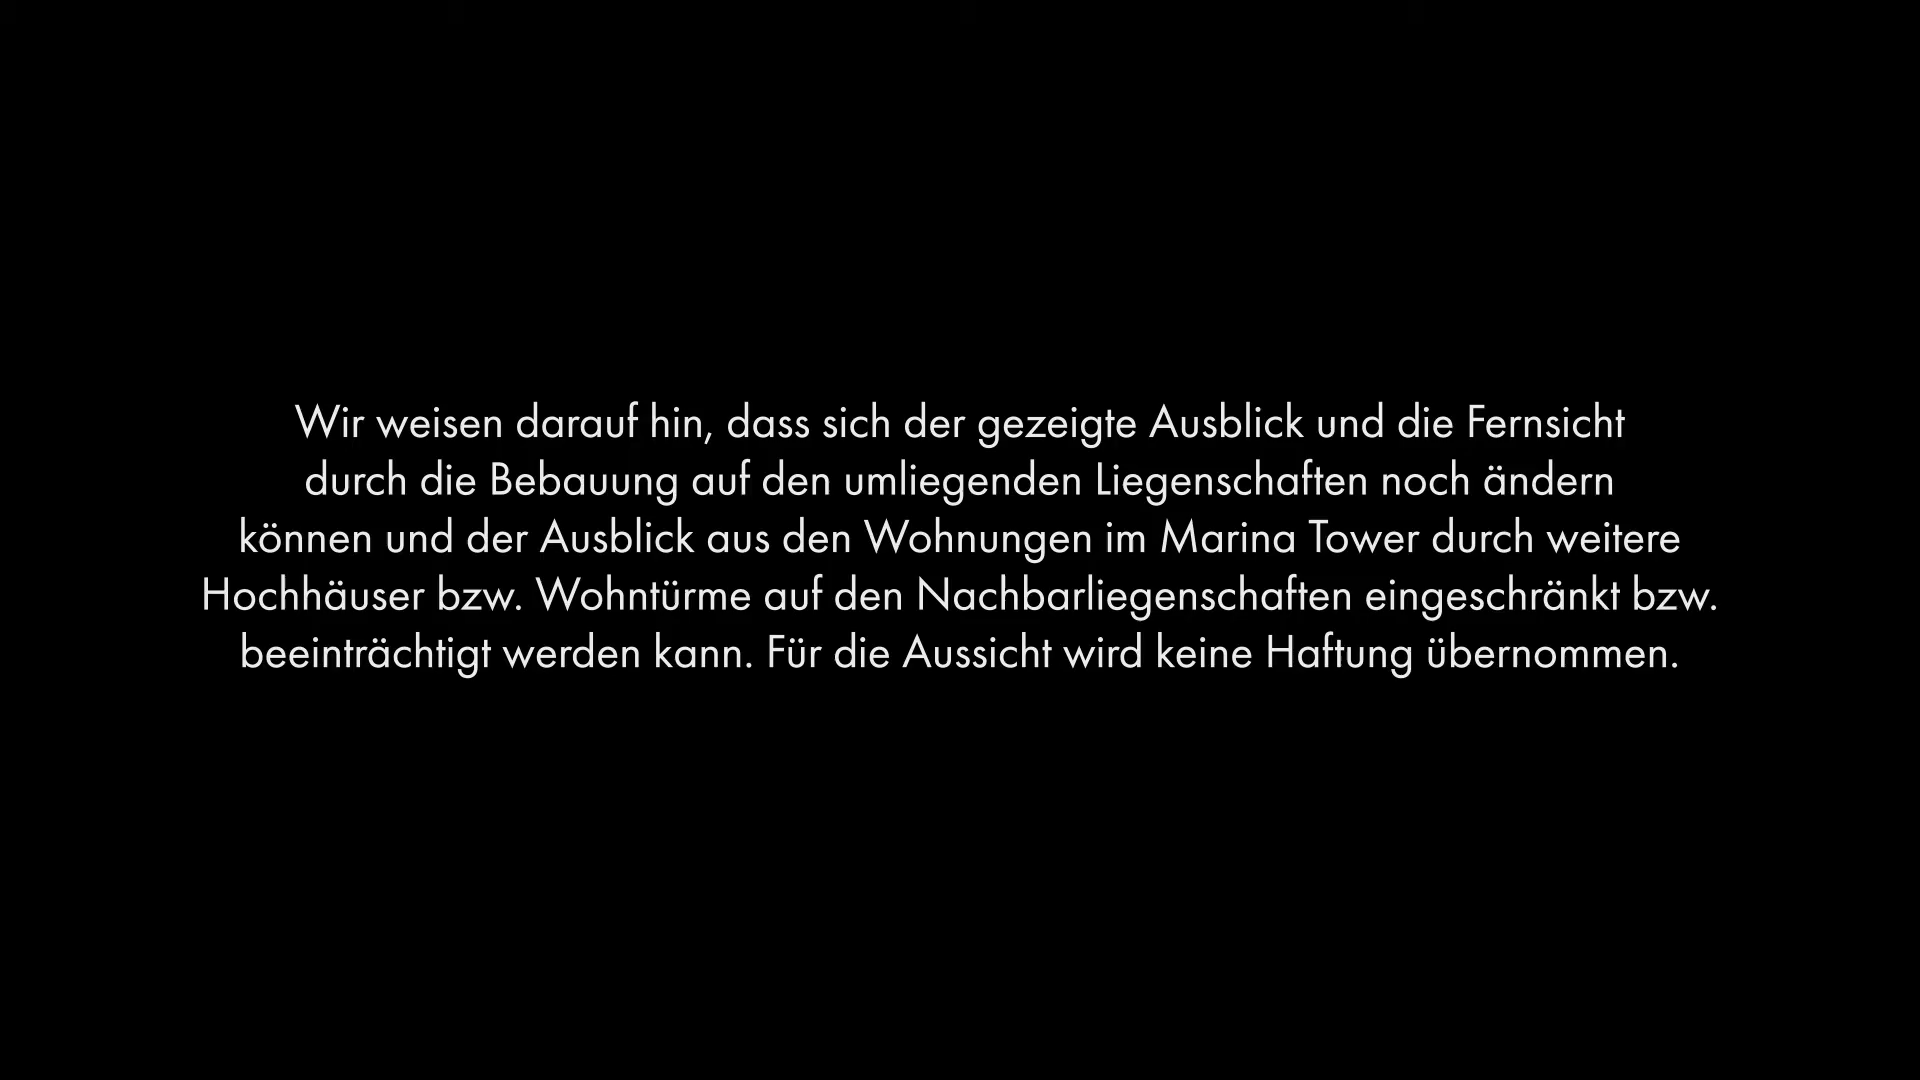 Wir weisen darauf hin, dass sich der gezeigte Ausblick und die Fernsicht
durch die Bebauung auf den umliegenden Liegenschaften noch ändern
können und der Ausblick aus den Wohnungen im Marina Tower durch weitere
Hochhäuser bzw. Wohntürme auf den Nachbarliegenschaften eingeschränkt bzw.
beeinträchtigt werden kann. Für die Aussicht wird keine Haftung übernommen.